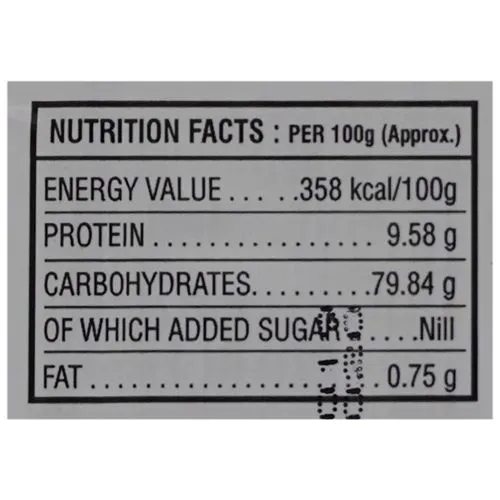 NUTRITION FACTS : PER 100g (Approx.)
ENERGY VALUE . . . . .358 kcal/100g
PROTEIN . . . . . . . . . . . . . . . . 9.58 g
CARBOHYDRATES. . . . . . . . .79.84 g
OF WHICH ADDED SUGAR . . . . .Nill
FAT . . . . . . . . . . . . . . . . . . . . . 0.75 g